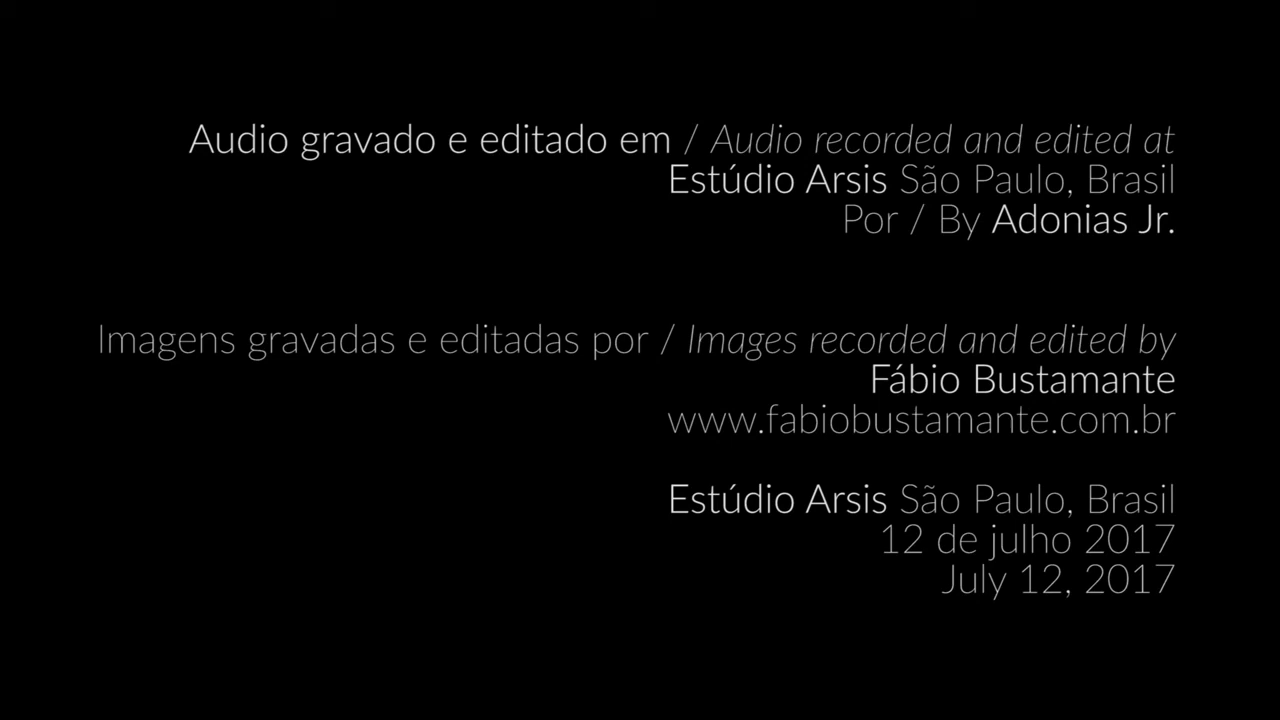 Audio gravado e editado em / Audio recorded and edited at
Estúdio Arsis São Paulo, Brasil
Por / By Adonias Jr.
Imagens gravadas e editadas por / Images recorded and edited by
Fábio Bustamante
www.fabiobustamante.com.br
Estúdio Arsis São Paulo, Brasil
12 de julho 2017
July 12, 2017